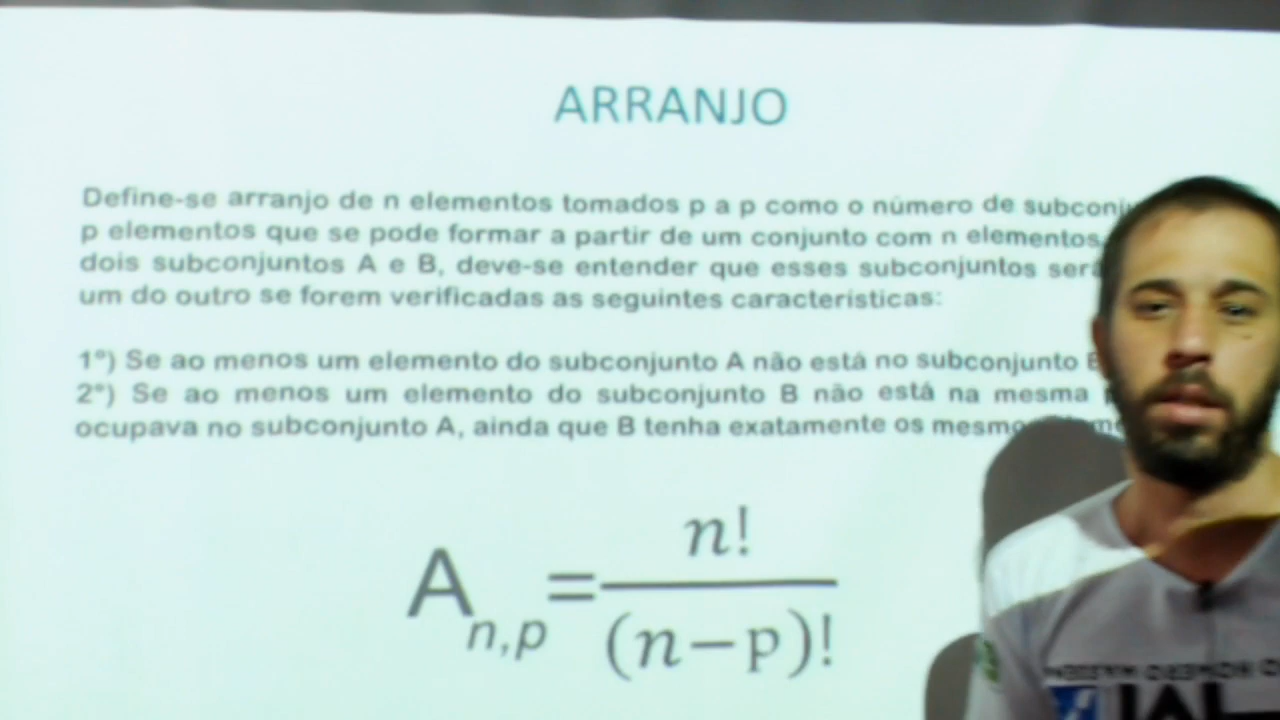 ARRANJO
Define-se arranjo de n elementos tomados p a p como o número de
p elementos que se pode formar a partir de um conjunto com n elementos
dois subconjuntos A e B, deve-se entender que esses subconjuntos
um do outro se forem verificadas as seguintes características:
1°) Se ao menos um elemento do subconjunto A não está no subconjunto
2°) Se ao menos um elemento do subconjunto B não está na mesma
ocupava no subconjunto A, ainda que B tenha exatamente os
A n,p = n! / (n-p)!